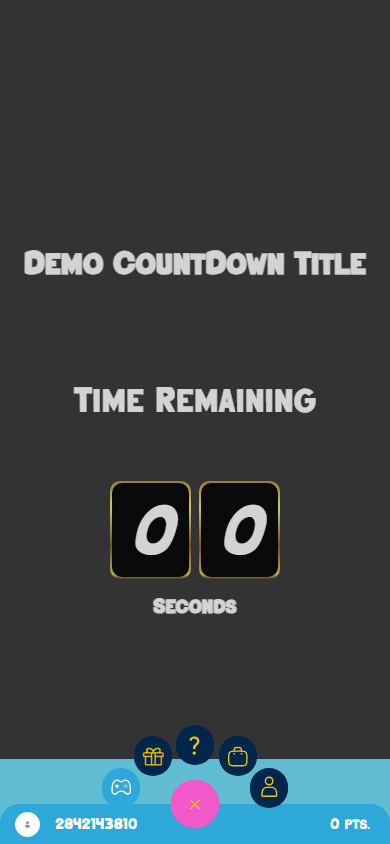 Demo CountDown Title
Time Remaining
0 0
Seconds
?
2842143810
0 PTS.